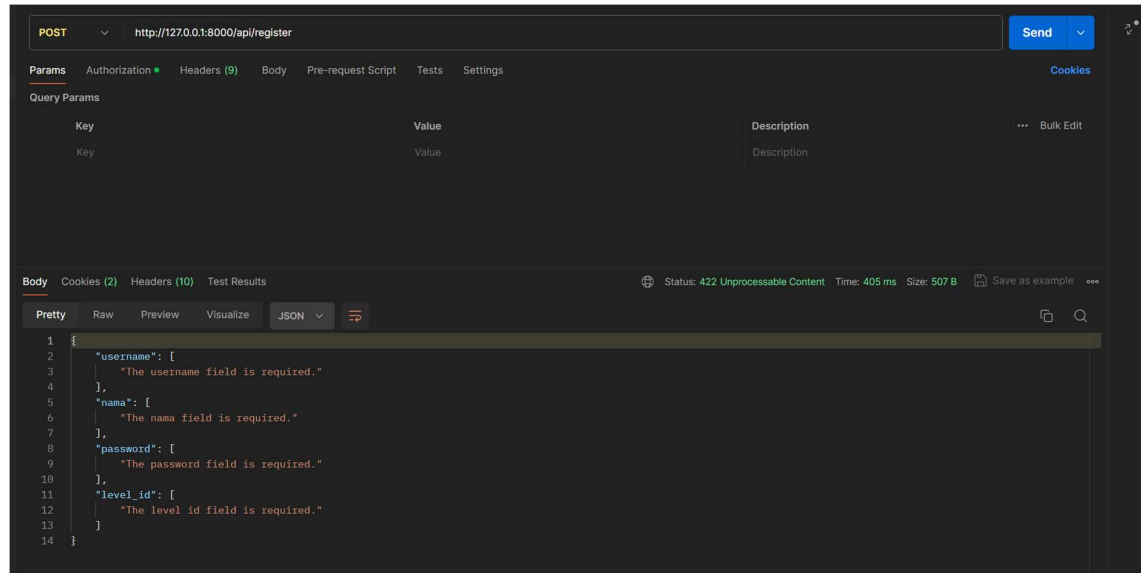 POST http://127.0.0.1:8000/api/register Send
Params Authorization Headers (9) Body Pre-request Script Tests Settings Cookies
Query Params
Key Value Description ••• Bulk Edit
Key Value Description
Body Cookies (2) Headers (10) Test Results Status: 422 Unprocessable Content Time: 405 ms Size: 507 B Save as example
Pretty Raw Preview Visualize JSON
1 {
2 "username": [
3 "The username field is required."
4 ],
5 "nama": [
6 "The nama field is required."
7 ],
8 "password": [
9 "The password field is required."
10 ],
11 "level_id": [
12 "The level id field is required."
13 ]
14 }